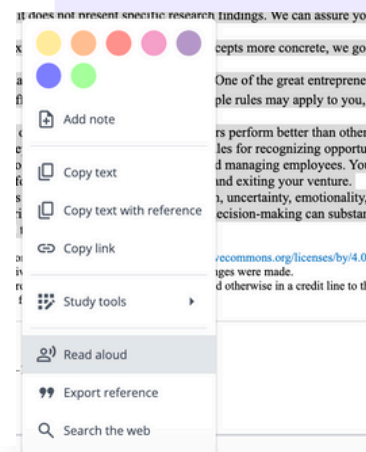 it does not present specific research findings. We can assure yo
cepts more concrete, we go
One of the great entreprene
ple rules may apply to you,
Add note
rs perform better than other
les for recognizing opportu
d managing employees. You
Copy text
and exiting your venture.
n, uncertainty, emotionality,
Copy text with reference
ecision-making can substan
Copy link
vecommons.org/licenses/by/4.0
ges were made.
d otherwise in a credit line to th
Study tools
Read aloud
Export reference
Search the web